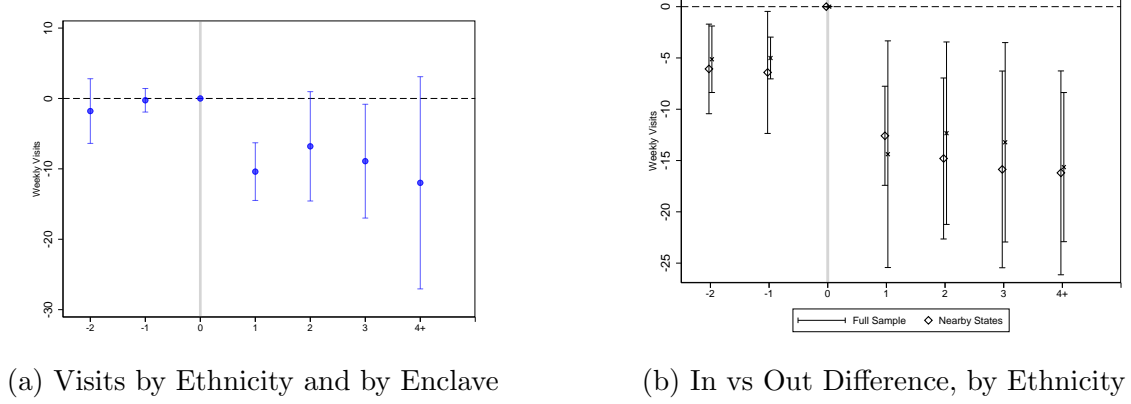 10
0
-10
-20
-30
Weekly Visits
-2 -1 0 1 2 3 4+
(a) Visits by Ethnicity and by Enclave
0
-5
-10
-15
-20
-25
Weekly Visits
-2 -1 0 1 2 3 4+
Full Sample Nearby States
(b) In vs Out Difference, by Ethnicity